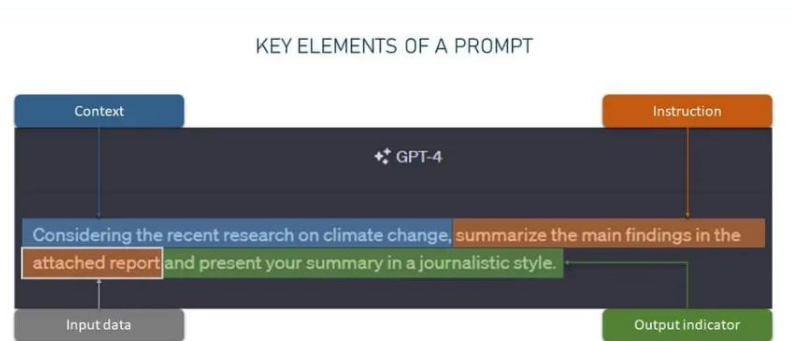 KEY ELEMENTS OF A PROMPT
Context
Instruction
GPT-4
Considering the recent research on climate change, summarize the main findings in the
attached report and present your summary in a journalistic style.
Input data
Output indicator